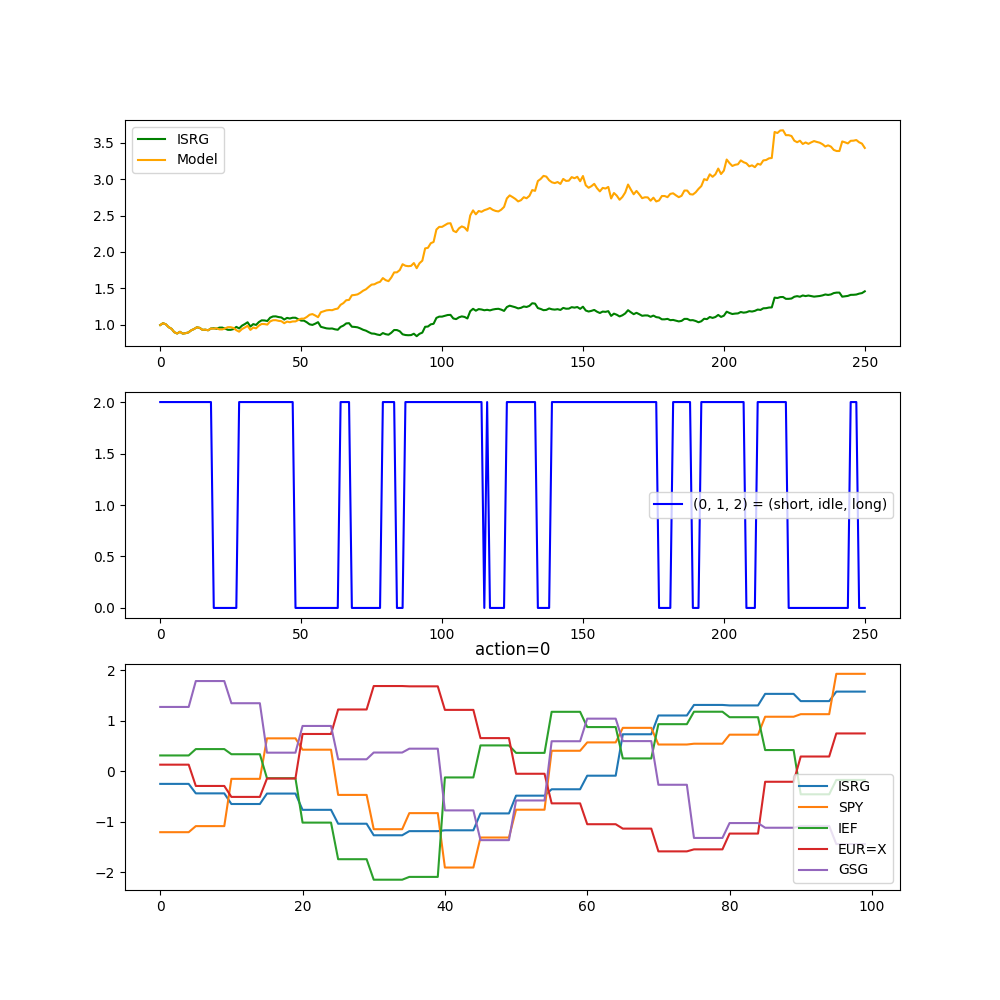 3.5
3.0
2.5
2.0
1.5
1.0
ISRG
Model
0 50 100 150 200 250
2.0
1.5
1.0
0.5
0.0
(0, 1, 2) = (short, idle, long)
0 50 100 150 200 250
action=0
2
1
0
−1
−2
ISRG
SPY
IEF
EUR=X
GSG
0 20 40 60 80 100